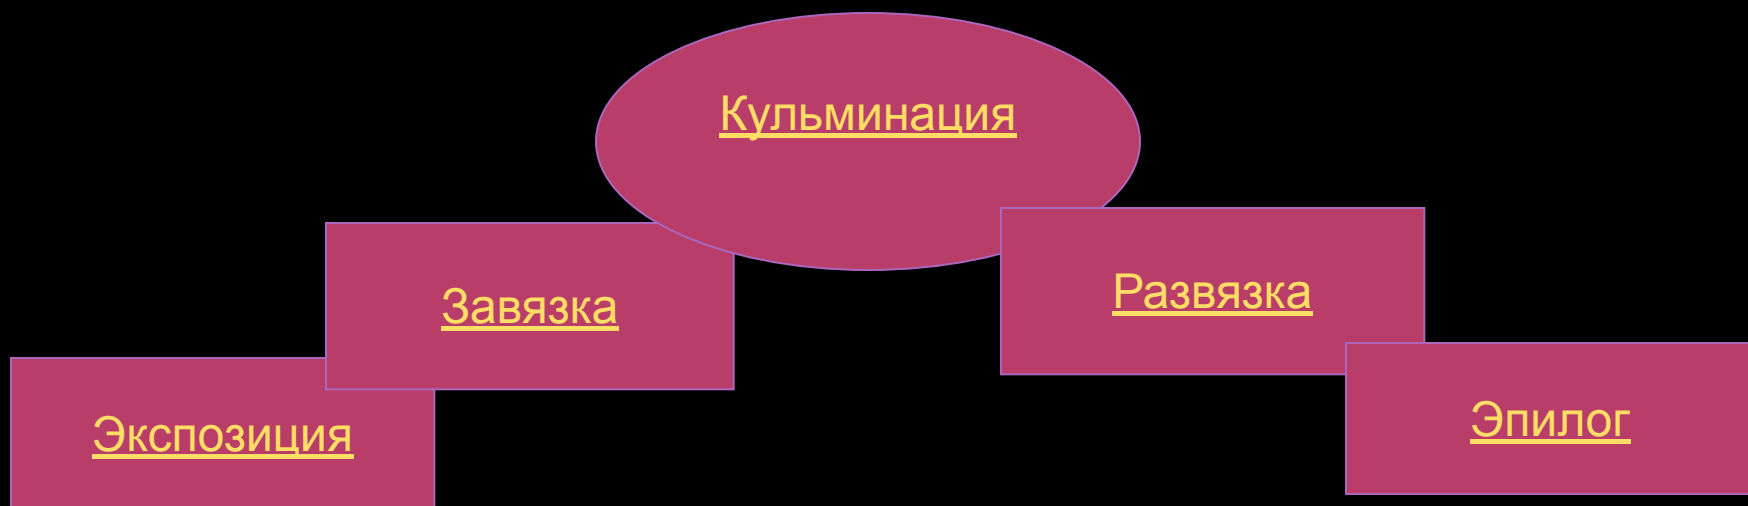 Кульминация
Завязка
Развязка
Экспозиция
Эпилог